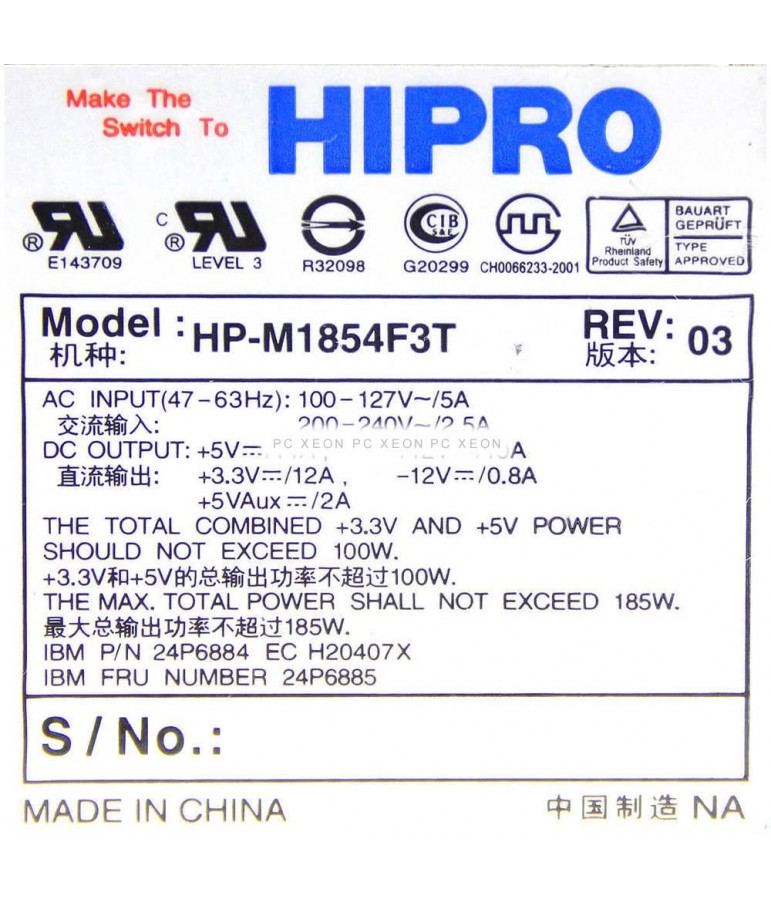 Make The
Switch To
HIPRO
® E143709
C ® LEVEL 3
R32098
CIB
S&E
G20299
CH0066233-2001
TÜV
Rheinland
Product Safety
BAUART
GEPRÜFT
TYPE
APPROVED
Model : HP-M1854F3T
机种:
REV: 03
版本:
AC INPUT(47-63Hz): 100-127V~/5A
交流输入: 200-240V~/2.5A
DC OUTPUT: +5V
PC XEON PC XEON PC XEON
直流输出: +3.3V⎓/12A , -12V⎓/0.8A
+5VAux⎓/2A
THE TOTAL COMBINED +3.3V AND +5V POWER
SHOULD NOT EXCEED 100W.
+3.3V和+5V的总输出功率不超过100W.
THE MAX. TOTAL POWER SHALL NOT EXCEED 185W.
最大总输出功率不超过185W.
IBM P/N 24P6884 EC H20407X
IBM FRU NUMBER 24P6885
S/No.:
MADE IN CHINA
中国制造 NA